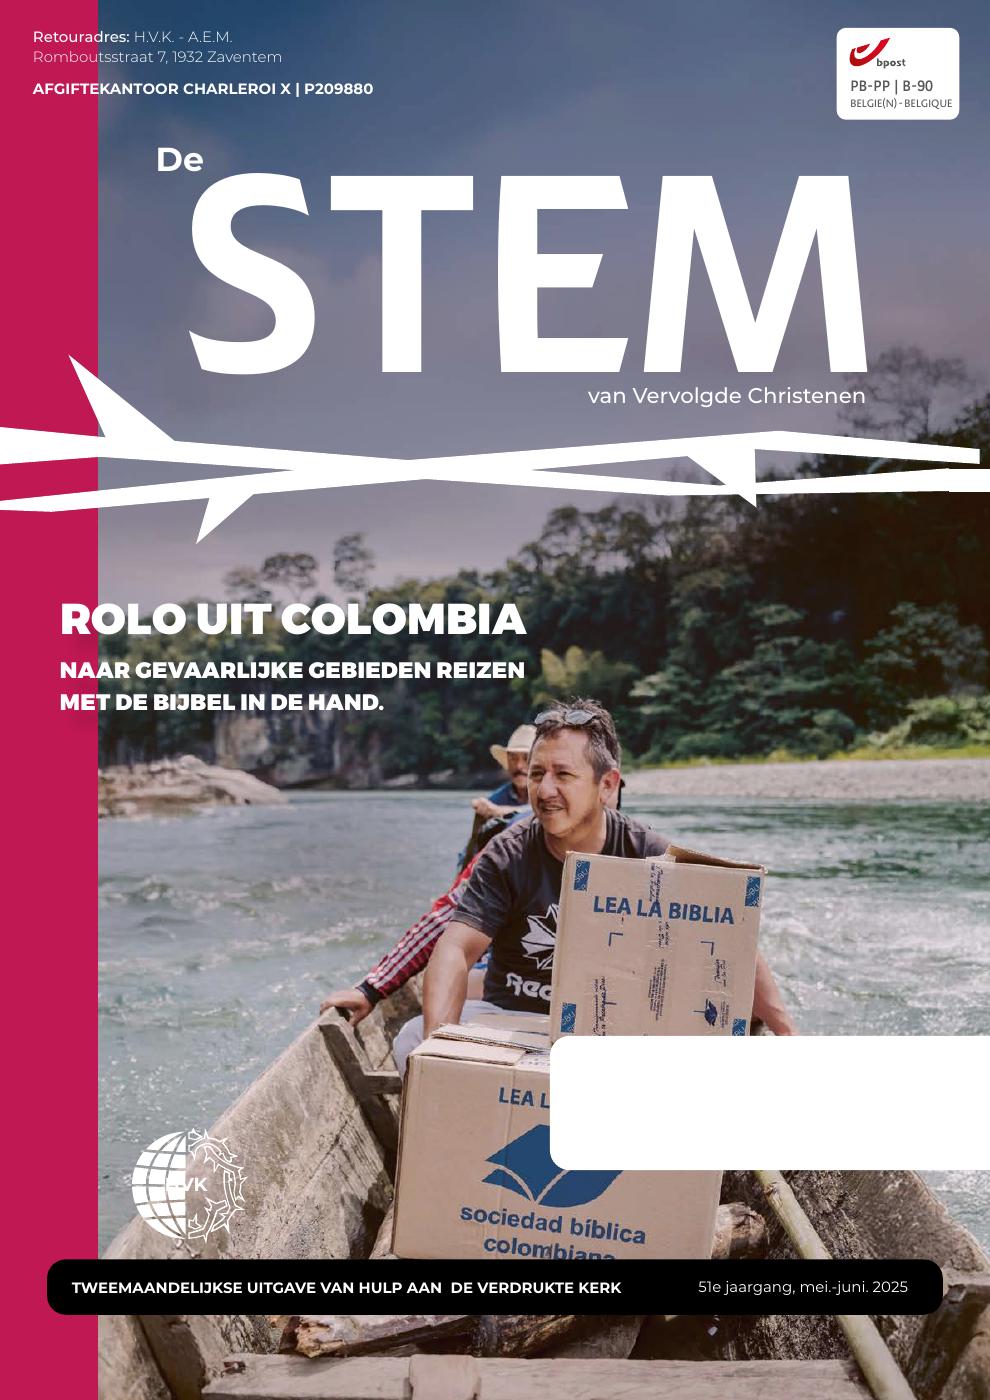 Retouradres: H.V.K. - A.E.M.
Romboutsstraat 7, 1932 Zaventem
AFGIFTEKANTOOR CHARLEROI X | P209880
bpost
PB-PP | B-90
BELGIE(N) - BELGIQUE
De
STEM
van Vervolgde Christenen
ROLO UIT COLOMBIA
NAAR GEVAARLIJKE GEBIEDEN REIZEN
MET DE BIJBEL IN DE HAND.
LEA LA BIBLIA
LEA L
sociedad bíblica
colombiana
VK
TWEEMAANDELIJKSE UITGAVE VAN HULP AAN DE VERDRUKTE KERK
51e jaargang, mei.-juni. 2025